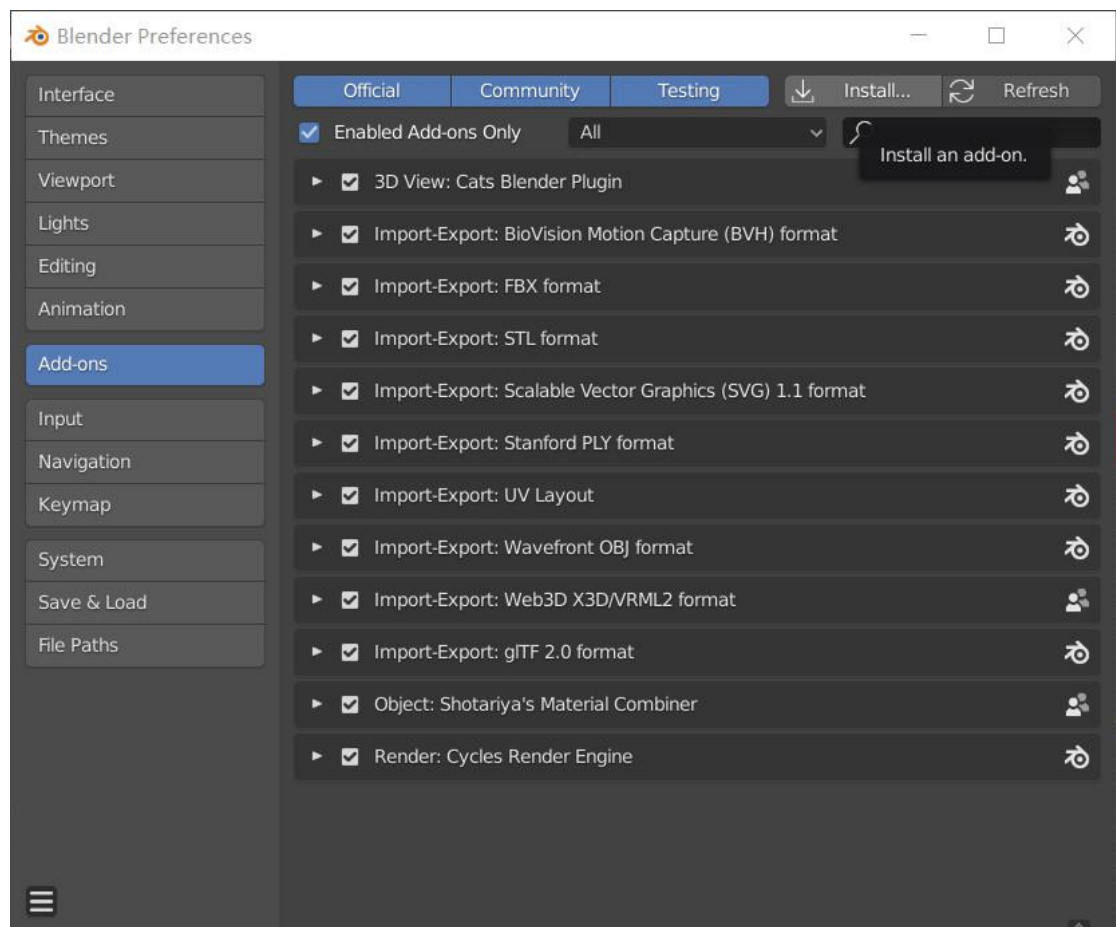 Blender Preferences
Interface
Themes
Viewport
Lights
Editing
Animation
Add-ons
Input
Navigation
Keymap
System
Save & Load
File Paths
Official Community Testing Install... Refresh
Enabled Add-ons Only All
Install an add-on.
3D View: Cats Blender Plugin
Import-Export: BioVision Motion Capture (BVH) format
Import-Export: FBX format
Import-Export: STL format
Import-Export: Scalable Vector Graphics (SVG) 1.1 format
Import-Export: Stanford PLY format
Import-Export: UV Layout
Import-Export: Wavefront OBJ format
Import-Export: Web3D X3D/VRML2 format
Import-Export: glTF 2.0 format
Object: Shotariya's Material Combiner
Render: Cycles Render Engine